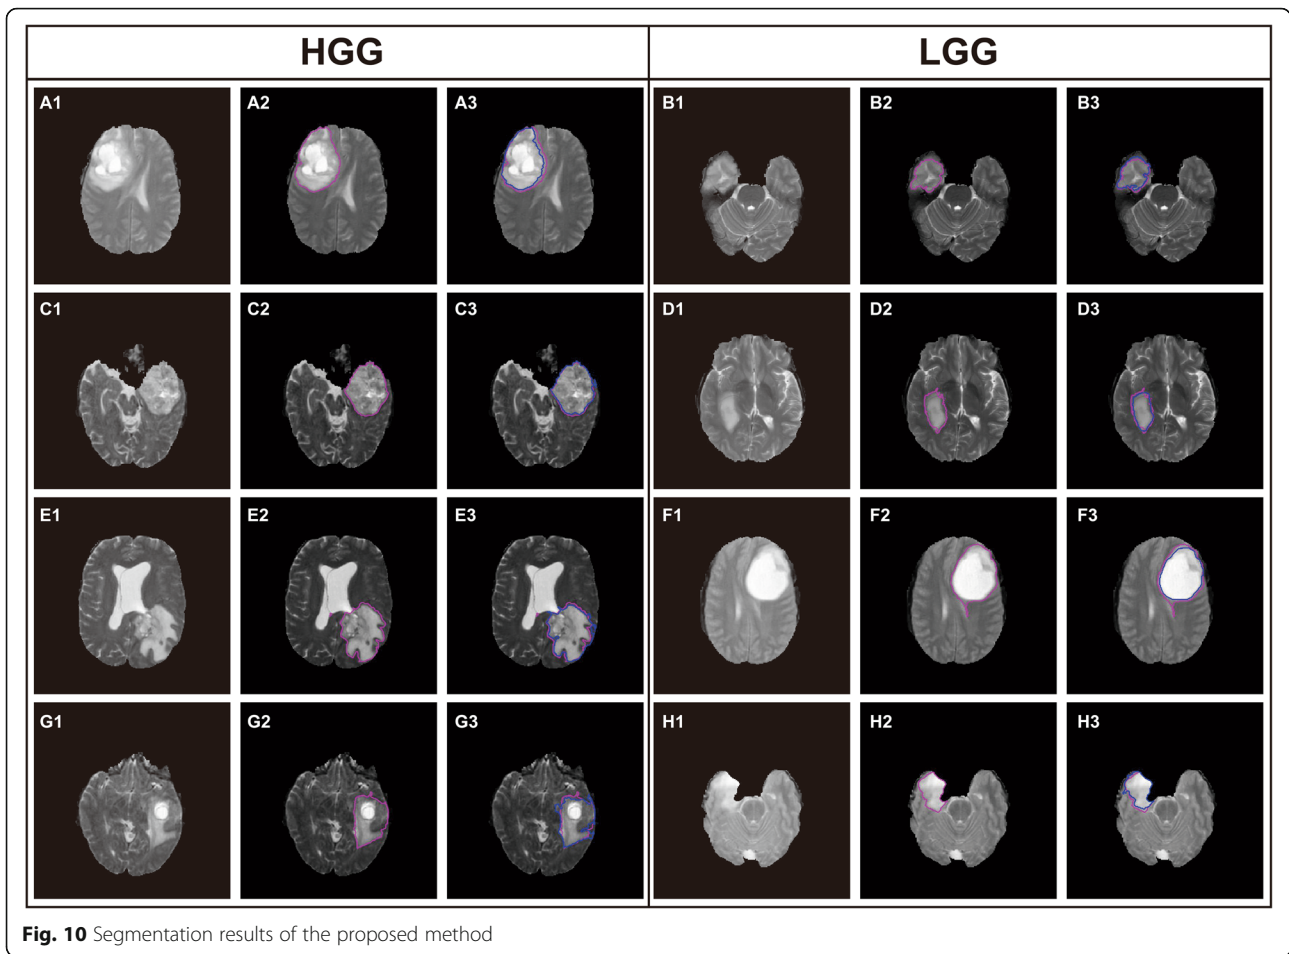 HGG LGG
A1 A2 A3 B1 B2 B3
C1 C2 C3 D1 D2 D3
E1 E2 E3 F1 F2 F3
G1 G2 G3 H1 H2 H3
Fig. 10 Segmentation results of the proposed method